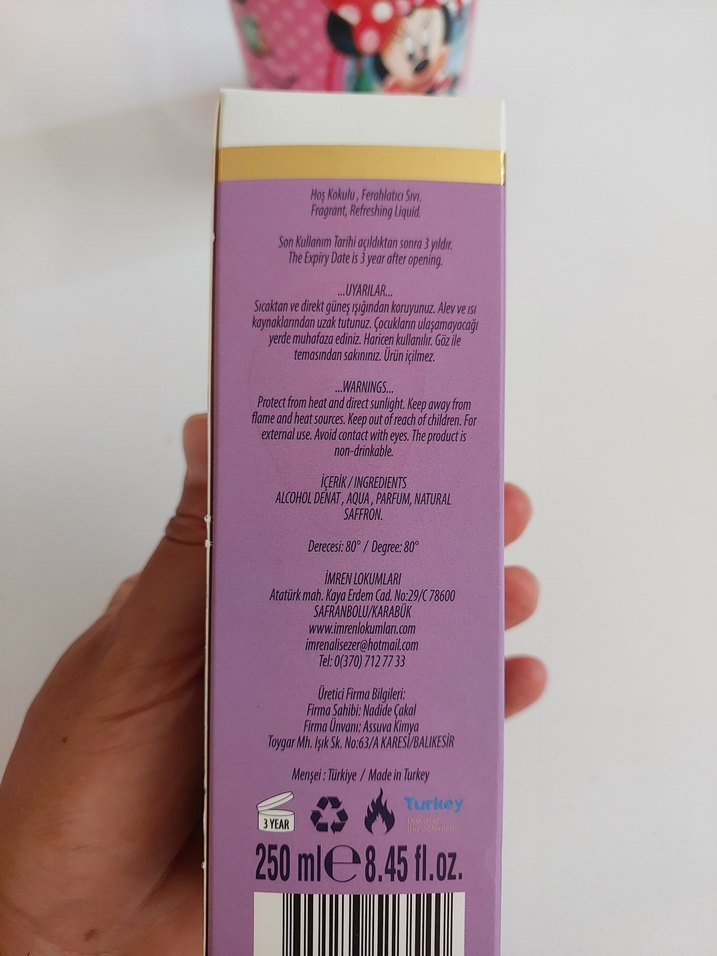 Hoş Kokulu , Ferahlatıcı Sıvı.
Fragrant, Refreshing Liquid.
Son Kullanım Tarihi açıldıktan sonra 3 yıldır.
The Expiry Date is 3 year after opening.
...UYARILAR...
Sıcaktan ve direkt güneş ışığından koruyunuz. Alev ve ısı
kaynaklarından uzak tutunuz. Çocukların ulaşamayacağı
yerde muhafaza ediniz. Haricen kullanılır. Göz ile
temasından sakınınız. Ürün içilmez.
...WARNINGS...
Protect from heat and direct sunlight. Keep away from
flame and heat sources. Keep out of reach of children. For
external use. Avoid contact with eyes. The product is
non-drinkable.
İÇERİK / INGREDIENTS
ALCOHOL DENAT , AQUA , PARFUM, NATURAL
SAFFRON.
Derecesi: 80° / Degree: 80°
İMREN LOKUMLARI
Atatürk mah. Kaya Erdem Cad. No:29/C 78600
SAFRANBOLU/KARABÜK
www.imrenlokumları.com
imrenalisezer@hotmail.com
Tel: 0(370) 712 77 33
Üretici Firma Bilgileri:
Firma Sahibi: Nadide Çakal
Firma Ünvanı: Assuva Kimya
Toygar Mh. Işık Sk. No:63/A KARESİ/BALIKESİR
Menşei : Türkiye / Made in Turkey
3 YEAR
Turkey
Discover
the potential
250 ml e 8.45 fl.oz.